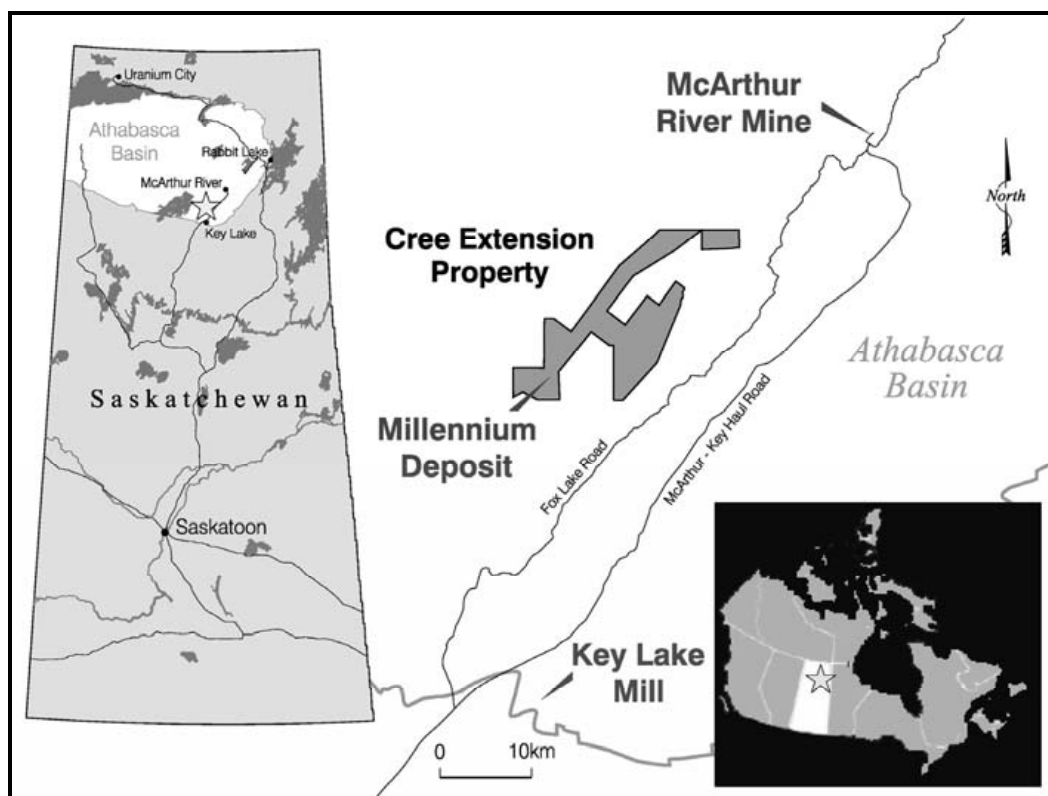 Uranium City
Athabasca
Basin
Rabbit Lake
McArthur River
Key Lake
Saskatchewan
Saskatoon
McArthur
River Mine
North
Cree Extension
Property
Athabasca
Basin
Millennium
Deposit
Fox Lake Road
McArthur - Key Haul Road
Key Lake
Mill
0 10km